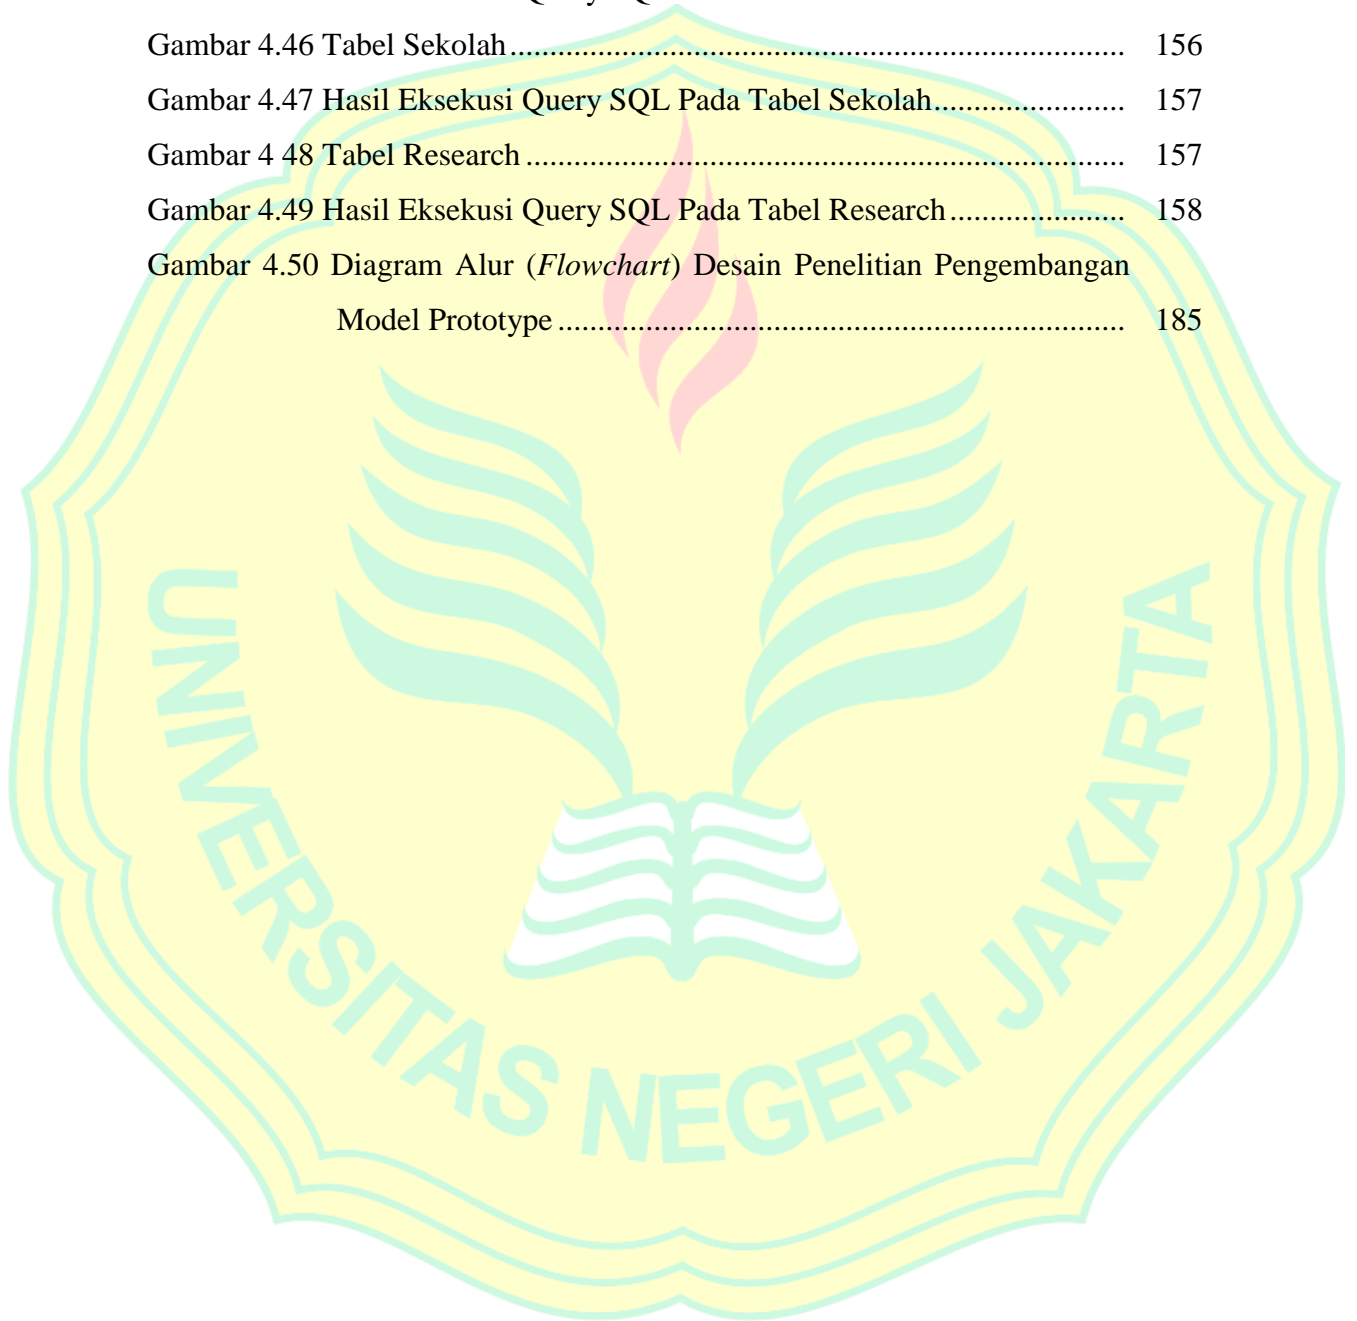 Gambar 4.46 Tabel Sekolah............................................................................. 156
Gambar 4.47 Hasil Eksekusi Query SQL Pada Tabel Sekolah........................ 157
Gambar 4 48 Tabel Research........................................................................... 157
Gambar 4.49 Hasil Eksekusi Query SQL Pada Tabel Research...................... 158
Gambar 4.50 Diagram Alur (Flowchart) Desain Penelitian Pengembangan
Model Prototype....................................................................... 185
UNIVERSITAS NEGERI JAKARTA